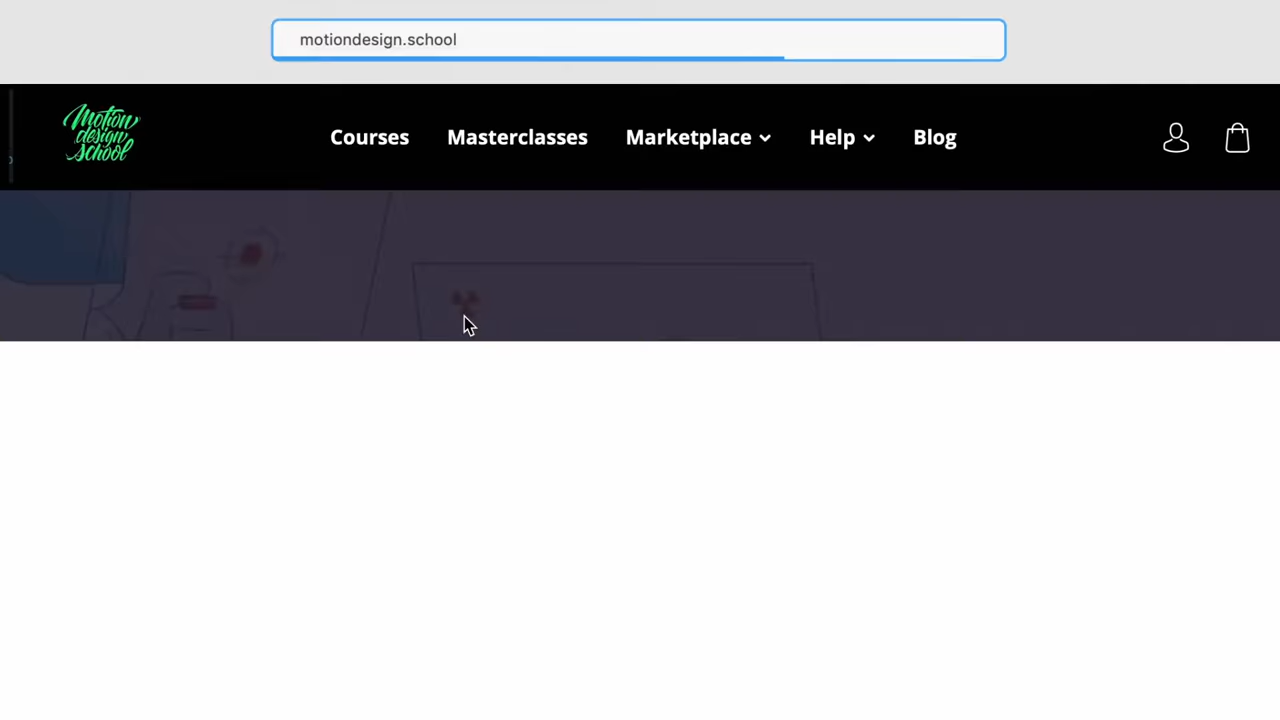 motiondesign.school
Motion
design
school
Courses Masterclasses Marketplace Help Blog